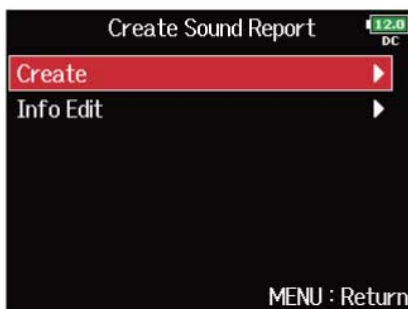 Create Sound Report
12.0
DC
Create
Info Edit
MENU : Return